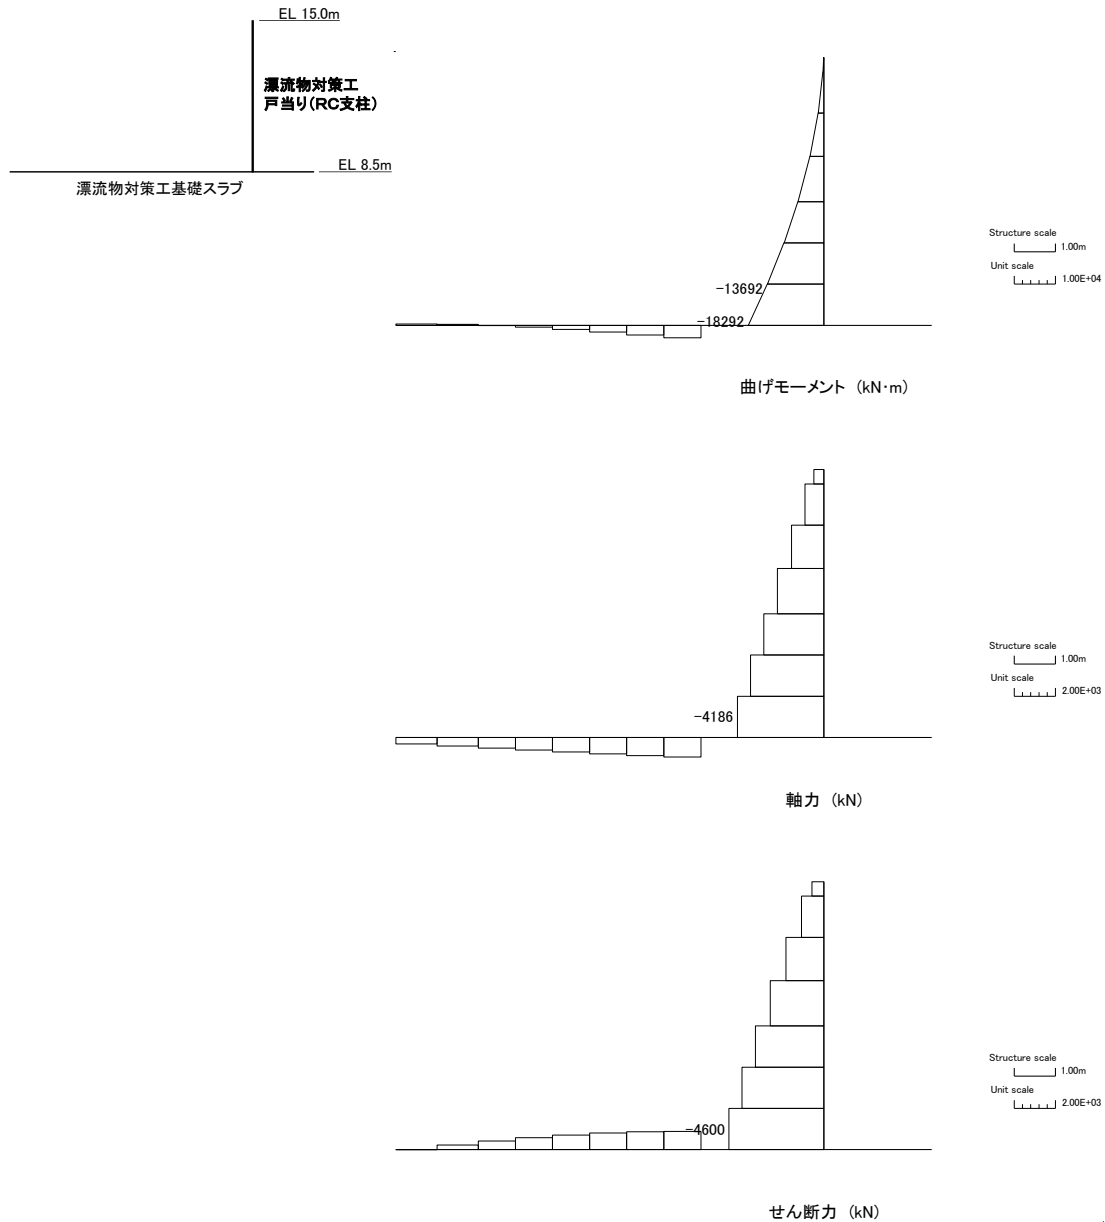 EL 15.0m
漂流物対策工
戸当り(RC支柱)
EL 8.5m
漂流物対策工基礎スラブ
Structure scale
1.00m
Unit scale
1.00E+04
-13692
-18292
曲げモーメント (kN・m)
Structure scale
1.00m
Unit scale
2.00E+03
-4186
軸力 (kN)
Structure scale
1.00m
Unit scale
2.00E+03
-4600
せん断力 (kN)